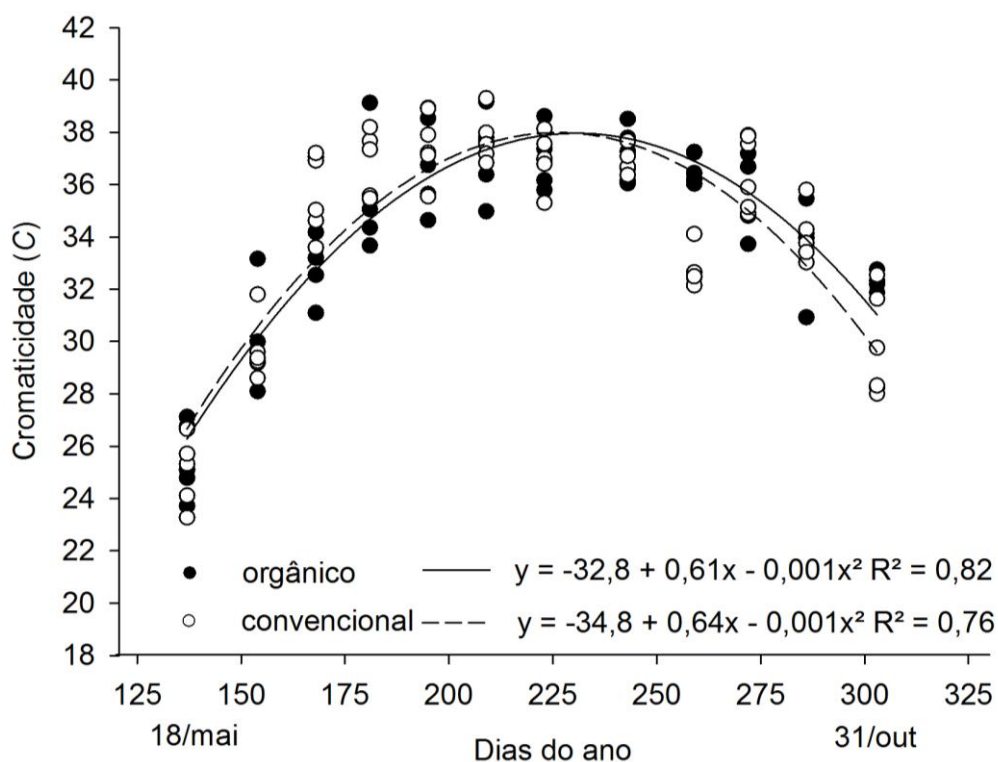 42
40
38
36
34
32
30
28
26
24
22
20
18
Cromaticidade (C)
orgânico y = -32,8 + 0,61x - 0,001x² R² = 0,82
convencional y = -34,8 + 0,64x - 0,001x² R² = 0,76
125 150 175 200 225 250 275 300 325
18/mai 31/out
Dias do ano